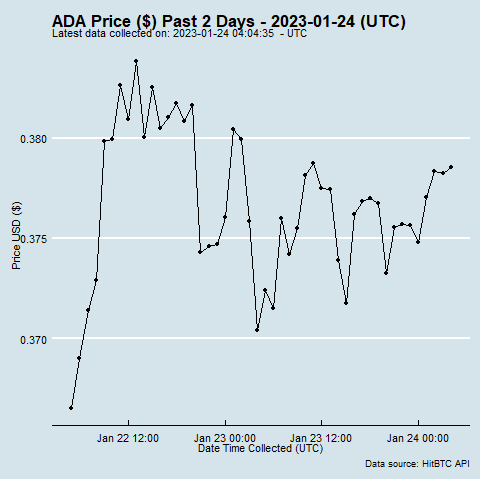 ADA Price ($) Past 2 Days - 2023-01-24 (UTC)
Latest data collected on: 2023-01-24 04:04:35 - UTC
0.380
0.375
0.370
Price USD ($)
Jan 22 12:00 Jan 23 00:00 Jan 23 12:00 Jan 24 00:00
Date Time Collected (UTC)
Data source: HitBTC API